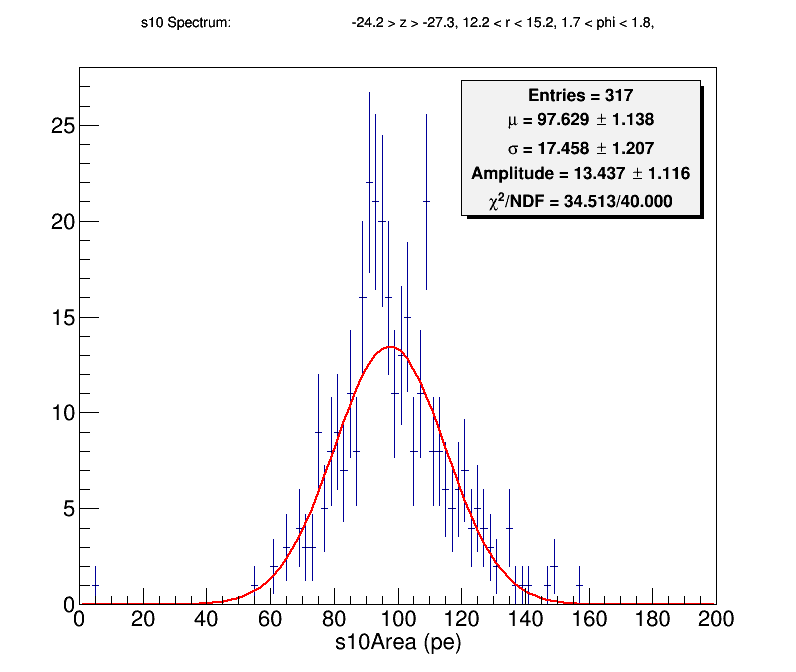 s10 Spectrum: -24.2 > z > -27.3, 12.2 < r < 15.2, 1.7 < phi < 1.8,
Entries = 317
μ = 97.629 ± 1.138
σ = 17.458 ± 1.207
Amplitude = 13.437 ± 1.116
χ²/NDF = 34.513/40.000
25
20
15
10
5
0
0 20 40 60 80 100 120 140 160 180 200
s10Area (pe)